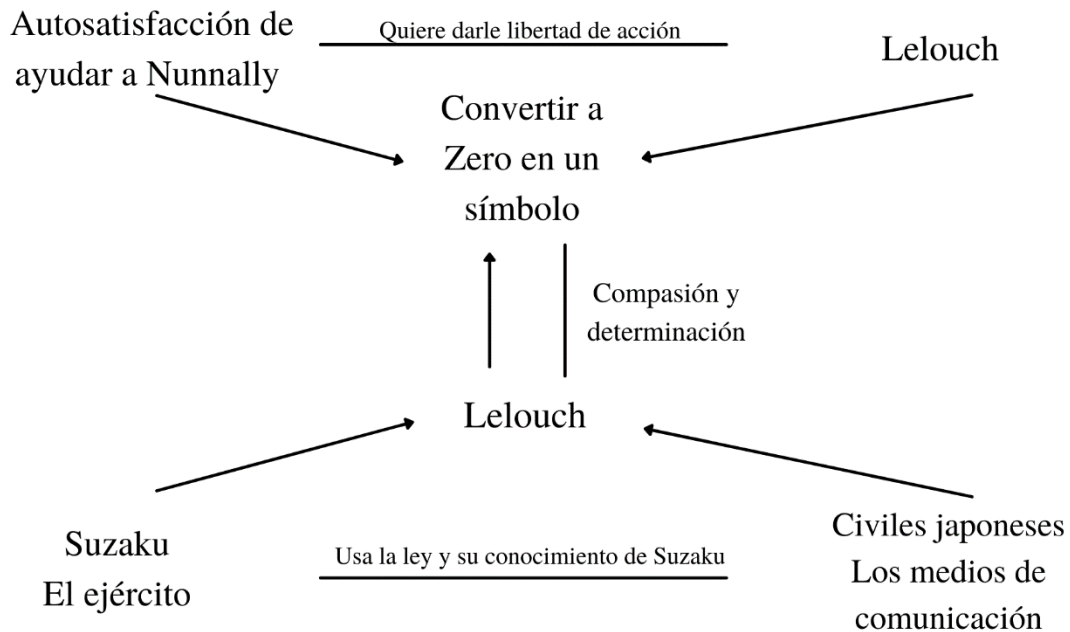 Autosatisfacción de
ayudar a Nunnally
Quiere darle libertad de acción
Lelouch
Convertir a
Zero en un
símbolo
Compasión y
determinación
Lelouch
Suzaku
El ejército
Usa la ley y su conocimiento de Suzaku
Civiles japoneses
Los medios de
comunicación